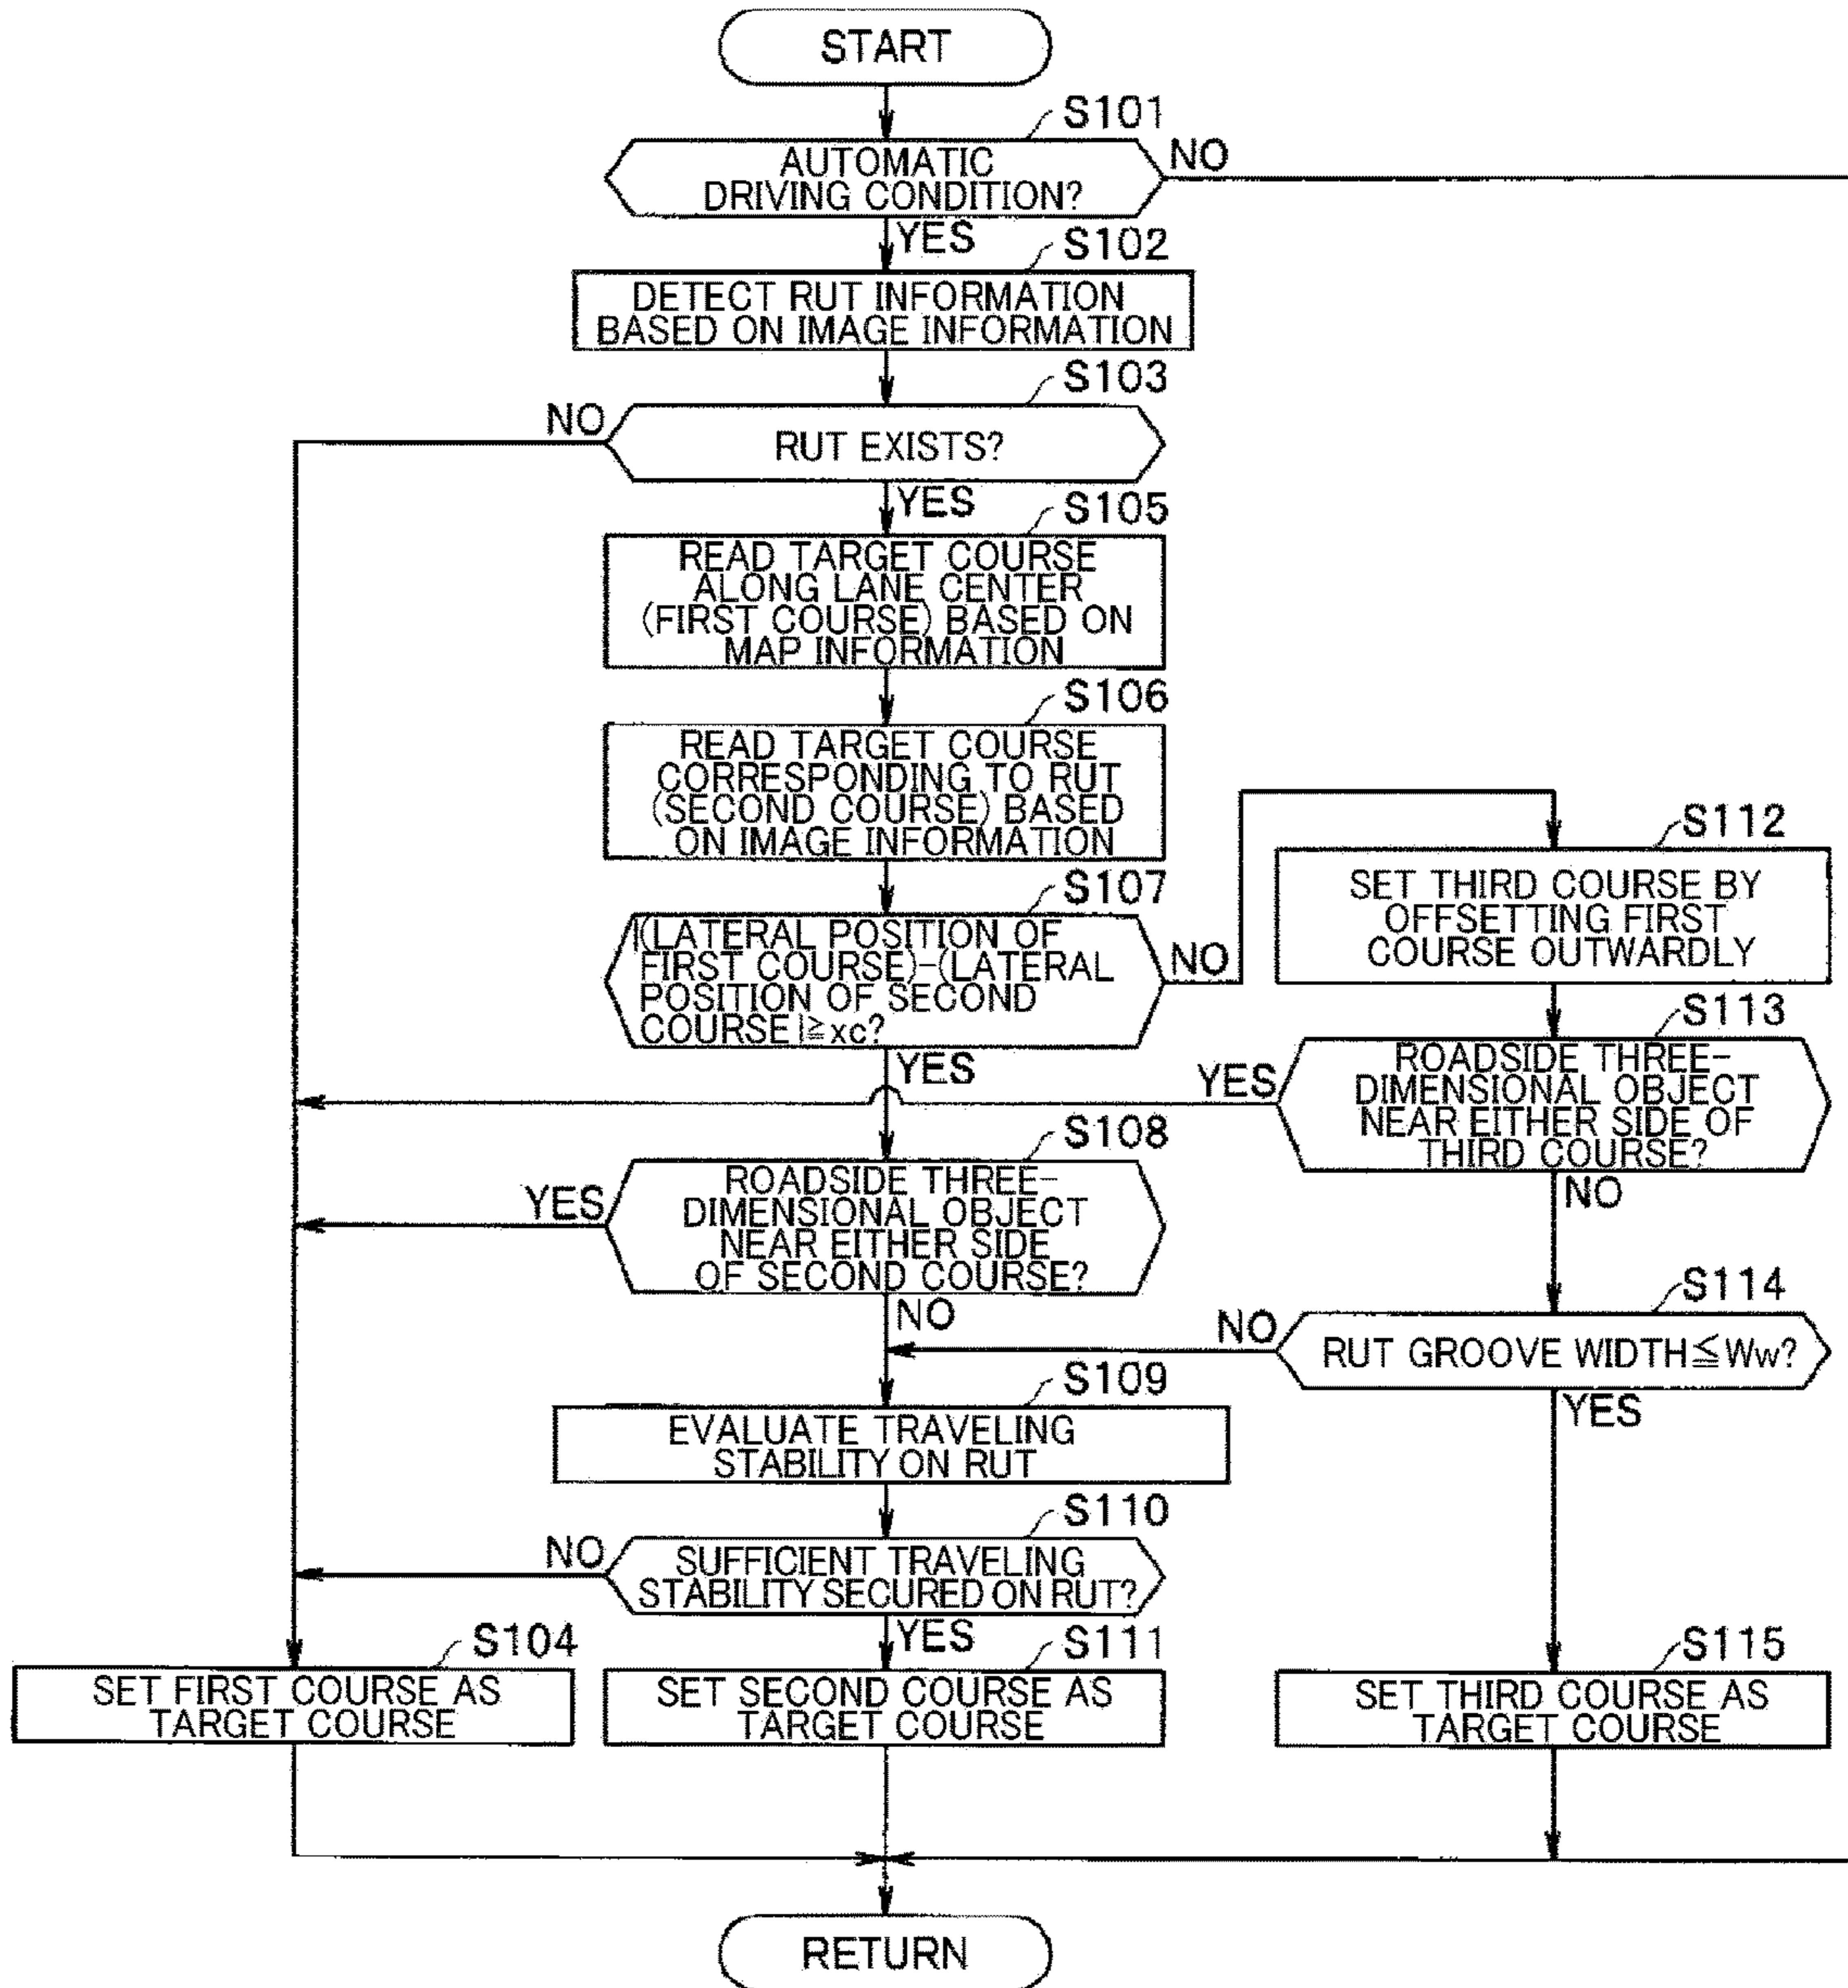 START
S101
AUTOMATIC
DRIVING CONDITION?
NO
YES
S102
DETECT RUT INFORMATION
BASED ON IMAGE INFORMATION
S103
NO
RUT EXISTS?
YES
S105
READ TARGET COURSE
ALONG LANE CENTER
(FIRST COURSE) BASED ON
MAP INFORMATION
S106
READ TARGET COURSE
CORRESPONDING TO RUT
(SECOND COURSE) BASED
ON IMAGE INFORMATION
S107
|(LATERAL POSITION OF
FIRST COURSE)-(LATERAL
POSITION OF SECOND
COURSE|≧xc?
NO
YES
S112
SET THIRD COURSE BY
OFFSETTING FIRST
COURSE OUTWARDLY
S113
YES
ROADSIDE THREE-
DIMENSIONAL OBJECT
NEAR EITHER SIDE OF
THIRD COURSE?
NO
S108
YES
ROADSIDE THREE-
DIMENSIONAL OBJECT
NEAR EITHER SIDE
OF SECOND COURSE?
NO
S114
NO
RUT GROOVE WIDTH≦Ww?
YES
S109
EVALUATE TRAVELING
STABILITY ON RUT
S110
NO
SUFFICIENT TRAVELING
STABILITY SECURED ON RUT?
YES
S104
SET FIRST COURSE AS
TARGET COURSE
S111
SET SECOND COURSE AS
TARGET COURSE
S115
SET THIRD COURSE AS
TARGET COURSE
RETURN